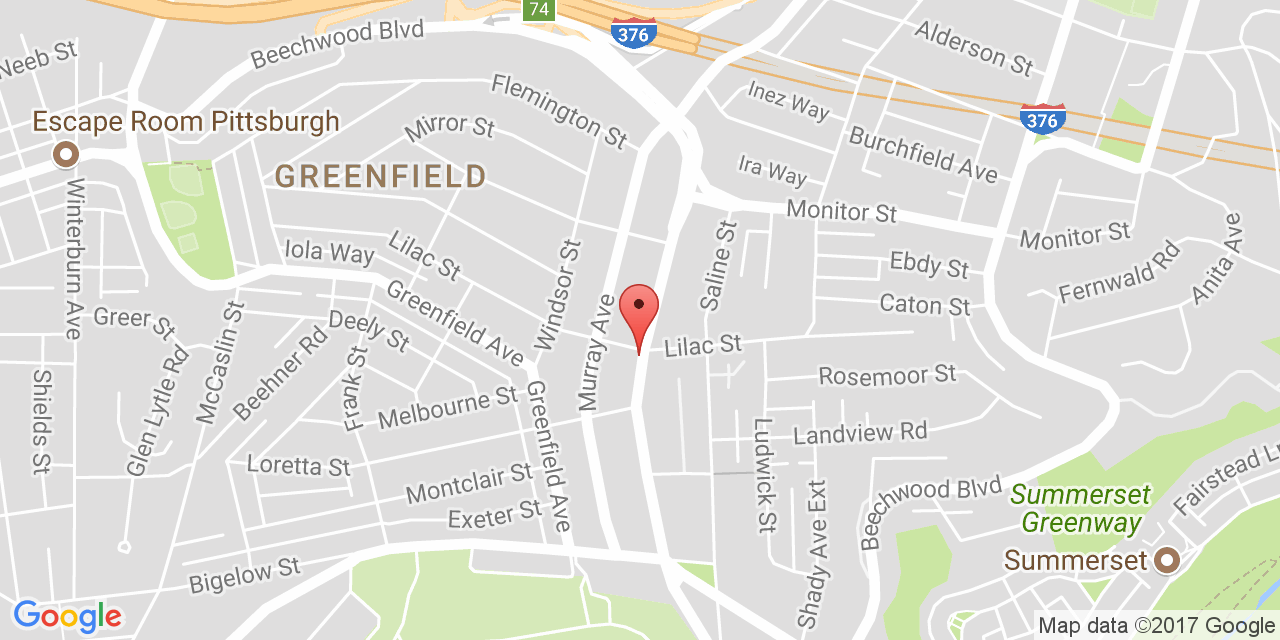 74
376
Beechwood Blvd
Alderson St
Neeb St
Flemington St
Inez Way
376
Escape Room Pittsburgh
Mirror St
Burchfield Ave
GREENFIELD
Ira Way
Winterburn Ave
Monitor St
Monitor St
Iola Way
Lilac St
Windsor St
Saline St
Ebdy St
Fernwald Rd
Anita Ave
Greer St
McCaslin St
Deely St
Greenfield Ave
Murray Ave
Caton St
Glen Lytle Rd
Beehner Rd
Frank St
Lilac St
Shields St
Melbourne St
Greenfield Ave
Rosemoor St
Ludwick St
Landview Rd
Loretta St
Montclair St
Exeter St
Shady Ave Ext
Beechwood Blvd
Summerset
Greenway
Fairstead Ln
Bigelow St
Summerset
Google
Map data ©2017 Google